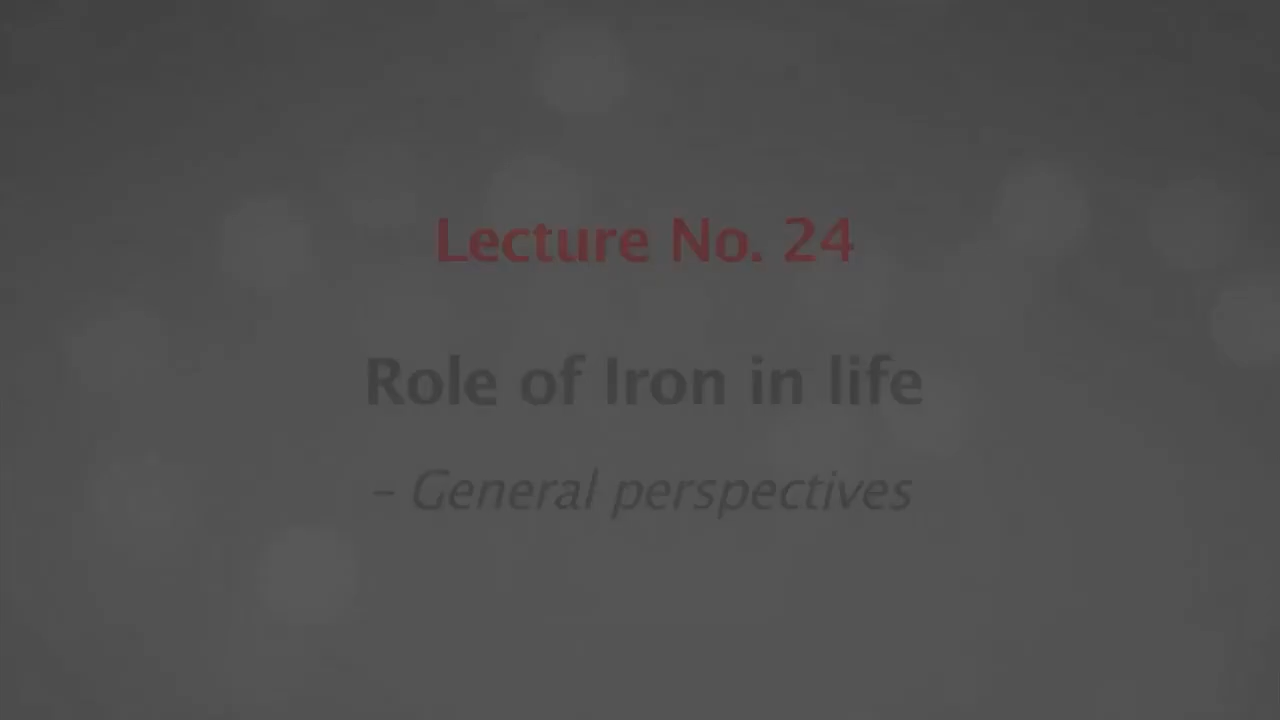 Lecture No. 24
Role of Iron in life
– General perspectives